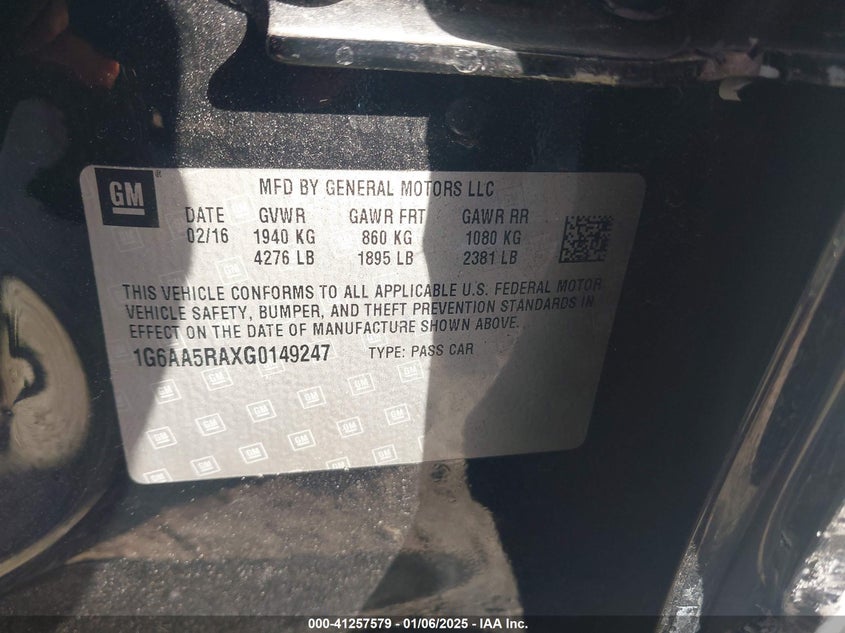 GM
MFD BY GENERAL MOTORS LLC
DATE GVWR GAWR FRT GAWR RR
02/16 1940 KG 860 KG 1080 KG
4276 LB 1895 LB 2381 LB
THIS VEHICLE CONFORMS TO ALL APPLICABLE U.S. FEDERAL MOTOR
VEHICLE SAFETY, BUMPER, AND THEFT PREVENTION STANDARDS IN
EFFECT ON THE DATE OF MANUFACTURE SHOWN ABOVE.
1G6AA5RAXG0149247 TYPE: PASS CAR
000-41257579 — 01/06/2025 — IAA Inc.